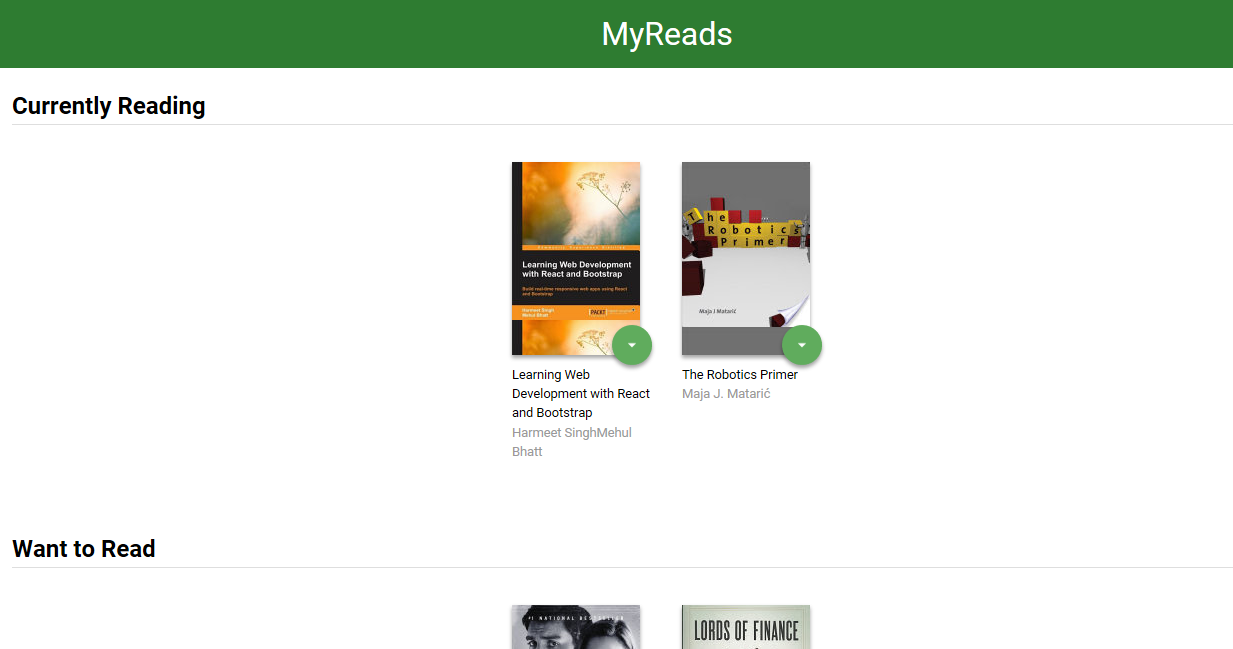 MyReads
Currently Reading
Learning Web Development
with React and Bootstrap
Build real-time responsive web apps using React
and Bootstrap
Harmeet Singh
Mehul Bhatt
PACKT
The
Robotics
Primer
Maja J Matarić
Learning Web
Development with React
and Bootstrap
Harmeet SinghMehul
Bhatt
The Robotics Primer
Maja J. Matarić
Want to Read
#1 NATIONAL BESTSELLER
LORDS OF FINANCE